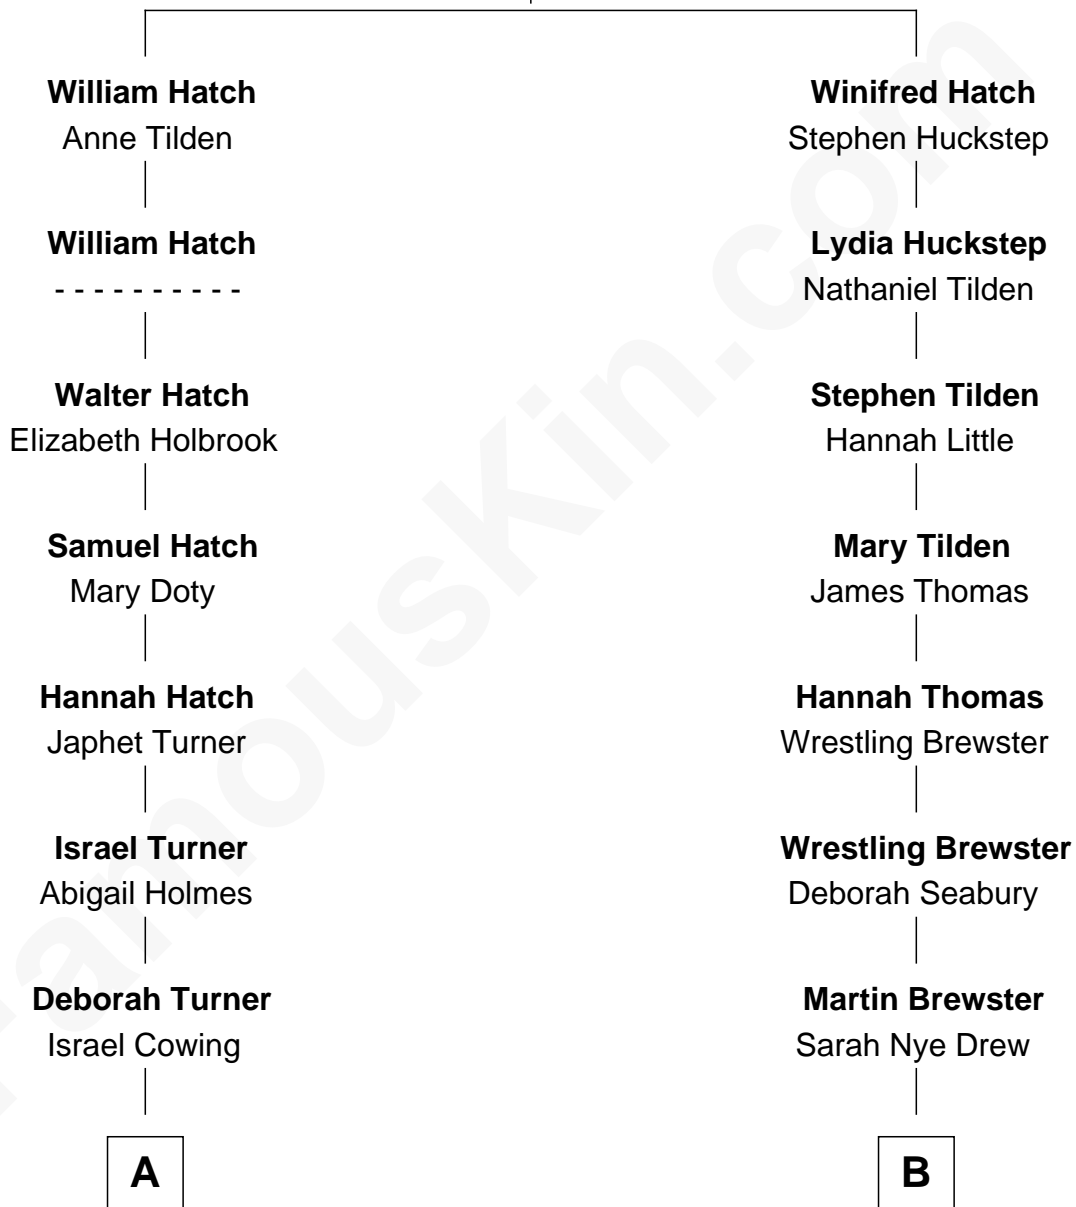 William Hatch
Anne Tilden
William Hatch
- - - - - - - - - -
Walter Hatch
Elizabeth Holbrook
Samuel Hatch
Mary Doty
Hannah Hatch
Japhet Turner
Israel Turner
Abigail Holmes
Deborah Turner
Israel Cowing
A
Winifred Hatch
Stephen Huckstep
Lydia Huckstep
Nathaniel Tilden
Stephen Tilden
Hannah Little
Mary Tilden
James Thomas
Hannah Thomas
Wrestling Brewster
Wrestling Brewster
Deborah Seabury
Martin Brewster
Sarah Nye Drew
B
FamousKin.com